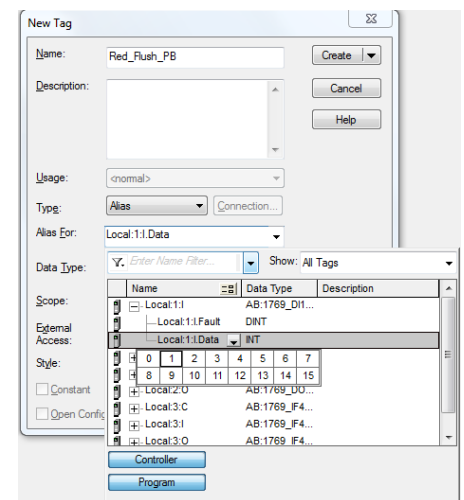 New Tag
Name: Red_Flush_PB Create
Description: Cancel
Help
Usage: <normal>
Type: Alias Connection...
Alias For: Local:1:I.Data
Data Type: Enter Name Filter... Show: All Tags
Name Data Type Description
Scope: Local:1:I AB:1769_DI1...
External Access: Local:1:I.Fault DINT
Local:1:I.Data INT
Style: 0 1 2 3 4 5 6 7
8 9 10 11 12 13 14 15
Constant Local:2:O AB:1769_DO...
Open Config Local:3:C AB:1769_IF4...
Local:3:I AB:1769_IF4...
Local:3:O AB:1769_IF4...
Controller
Program